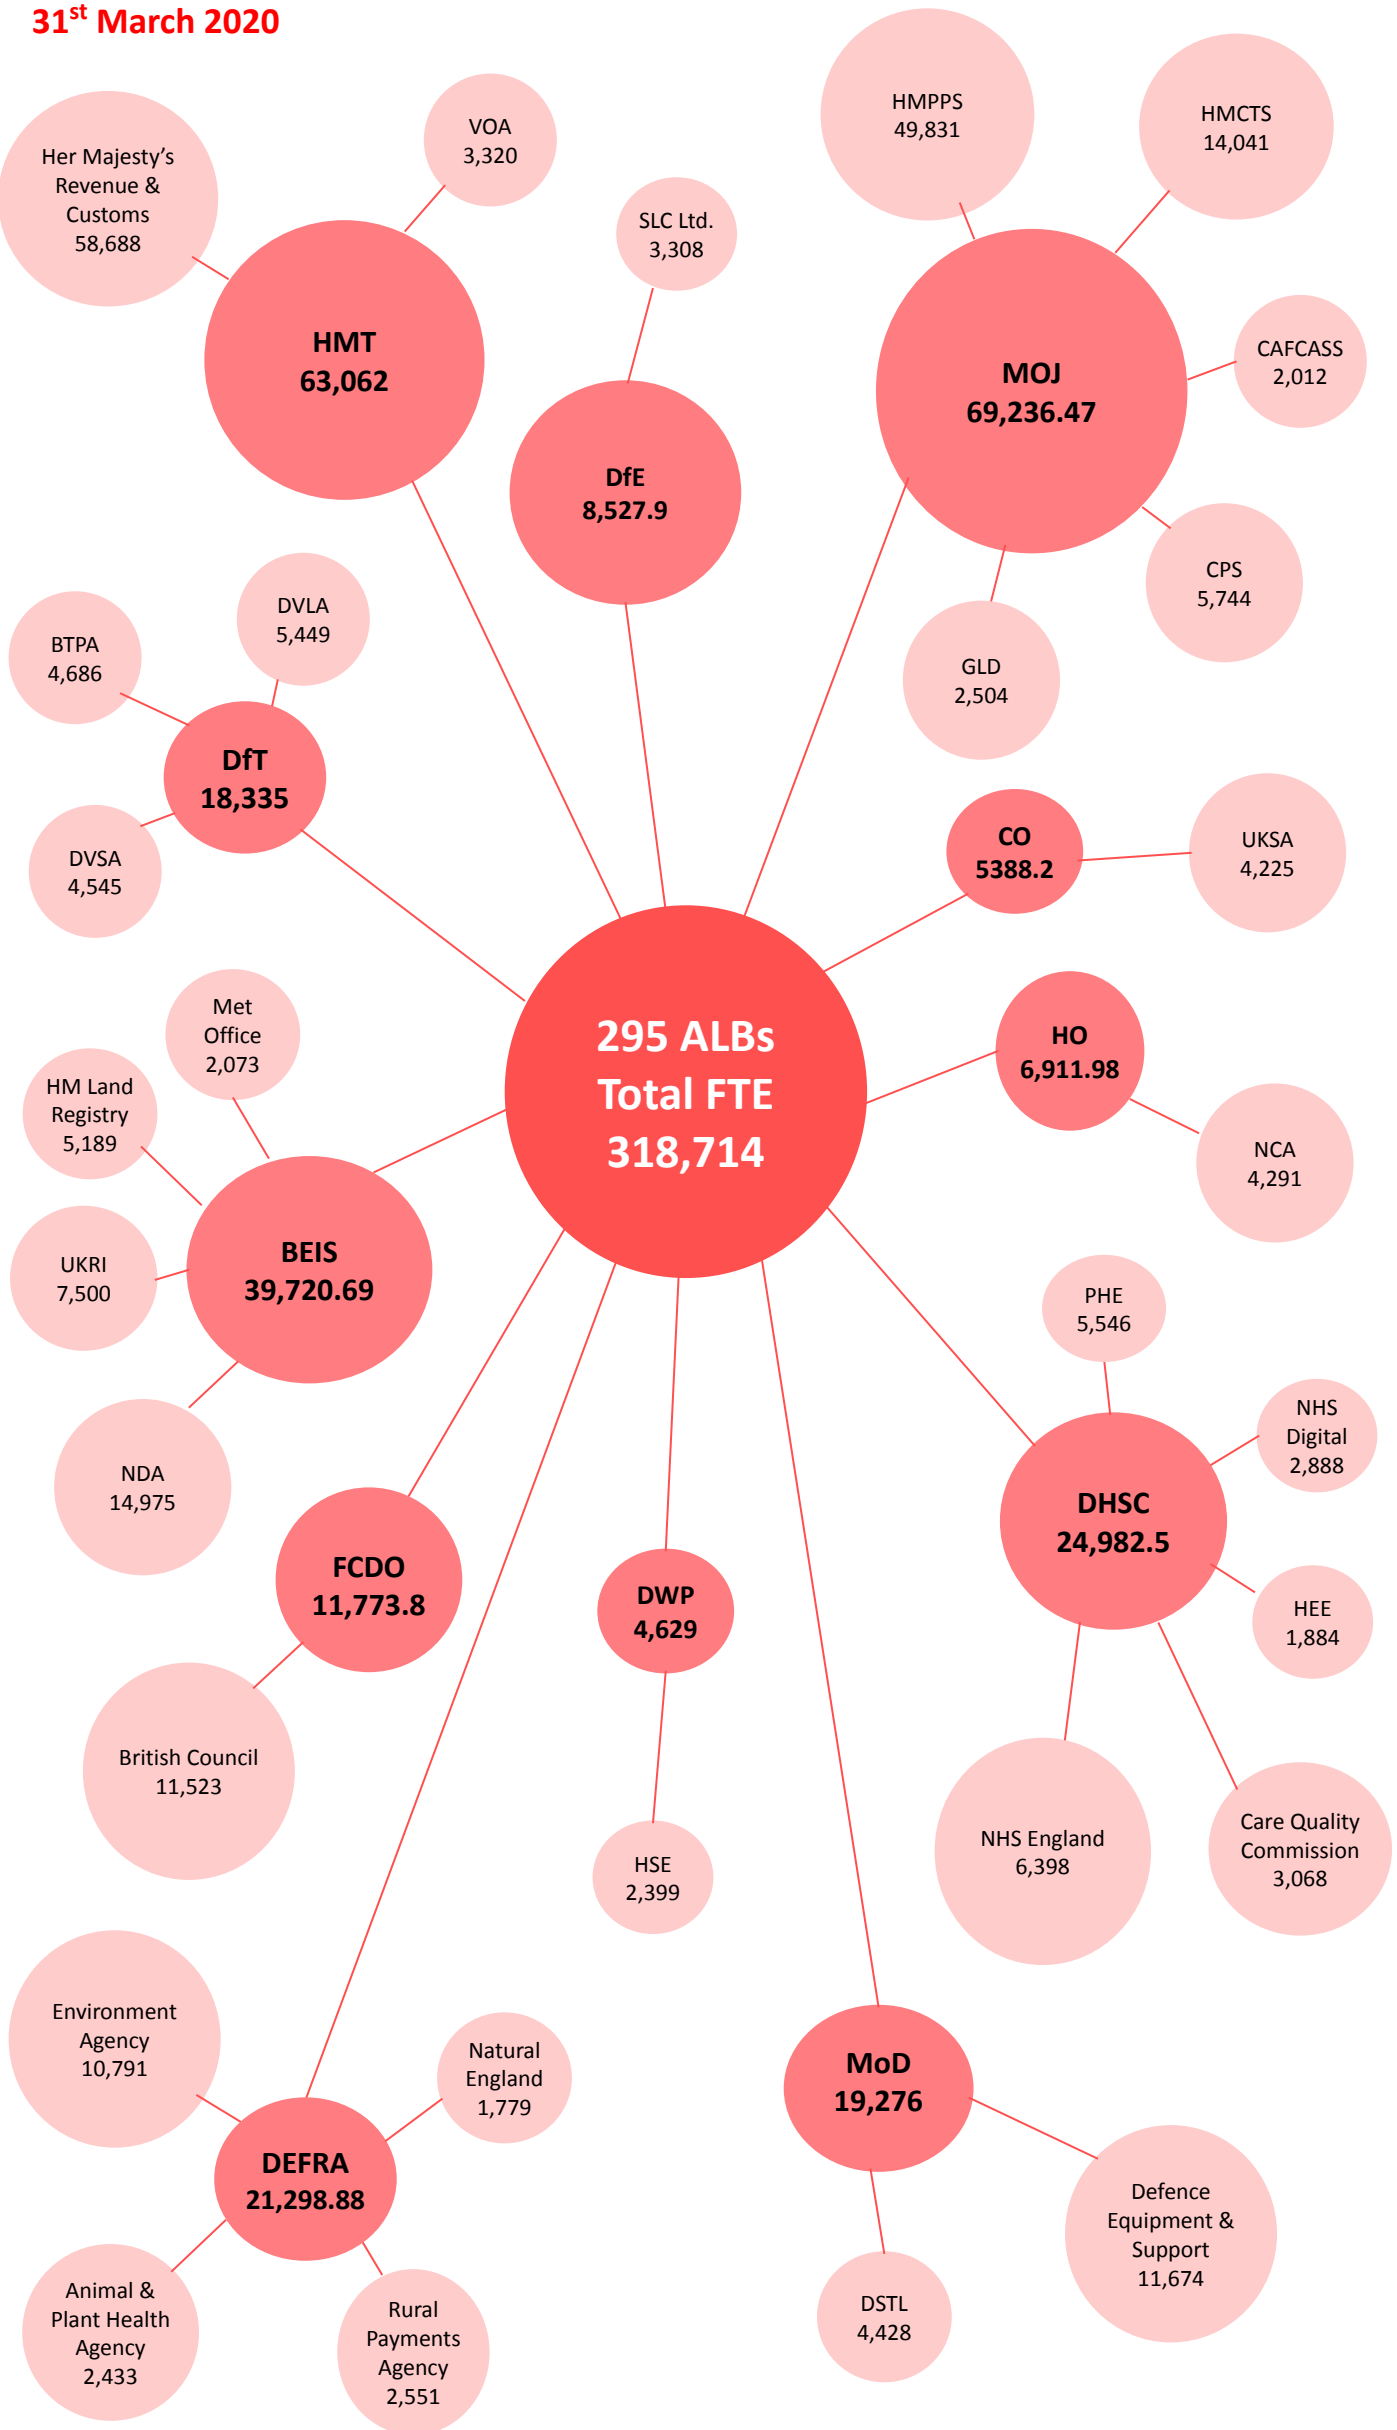 31st March 2020
Her Majesty's
Revenue &
Customs
58,688
VOA
3,320
HMT
63,062
SLC Ltd.
3,308
DfE
8,527.9
HMPPS
49,831
HMCTS
14,041
MOJ
69,236.47
CAFCASS
2,012
CPS
5,744
GLD
2,504
BTPA
4,686
DVLA
5,449
DfT
18,335
DVSA
4,545
CO
5388.2
UKSA
4,225
295 ALBs
Total FTE
318,714
HO
6,911.98
NCA
4,291
Met
Office
2,073
HM Land
Registry
5,189
UKRI
7,500
BEIS
39,720.69
NDA
14,975
PHE
5,546
NHS
Digital
2,888
DHSC
24,982.5
HEE
1,884
NHS England
6,398
Care Quality
Commission
3,068
FCDO
11,773.8
British Council
11,523
DWP
4,629
HSE
2,399
Environment
Agency
10,791
Natural
England
1,779
DEFRA
21,298.88
Animal &
Plant Health
Agency
2,433
Rural
Payments
Agency
2,551
MoD
19,276
Defence
Equipment &
Support
11,674
DSTL
4,428